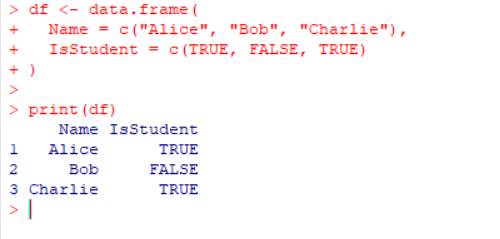 > df <- data.frame(
+   Name = c("Alice", "Bob", "Charlie"),
+   IsStudent = c(TRUE, FALSE, TRUE)
+ )
>
> print(df)
     Name IsStudent
1   Alice      TRUE
2     Bob     FALSE
3 Charlie      TRUE
>